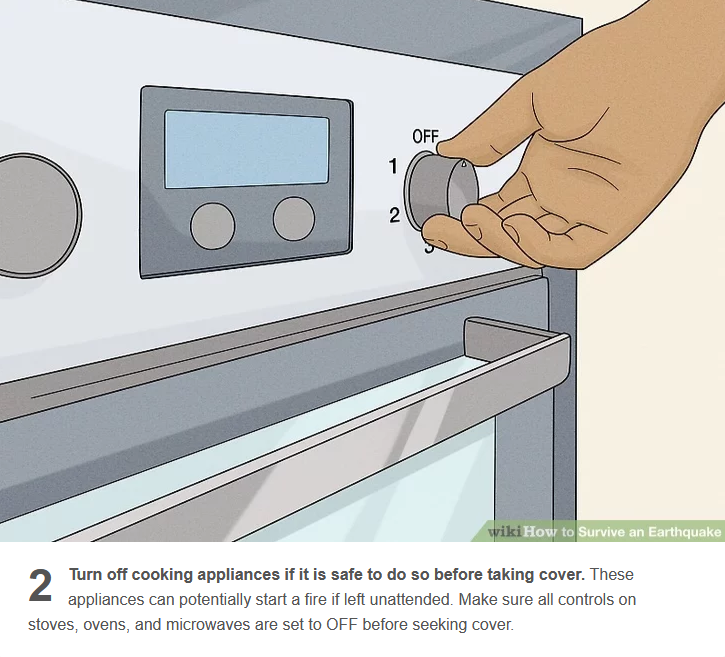 OFF
1
2
3
wikiHow to Survive an Earthquake
2 Turn off cooking appliances if it is safe to do so before taking cover. These
appliances can potentially start a fire if left unattended. Make sure all controls on
stoves, ovens, and microwaves are set to OFF before seeking cover.